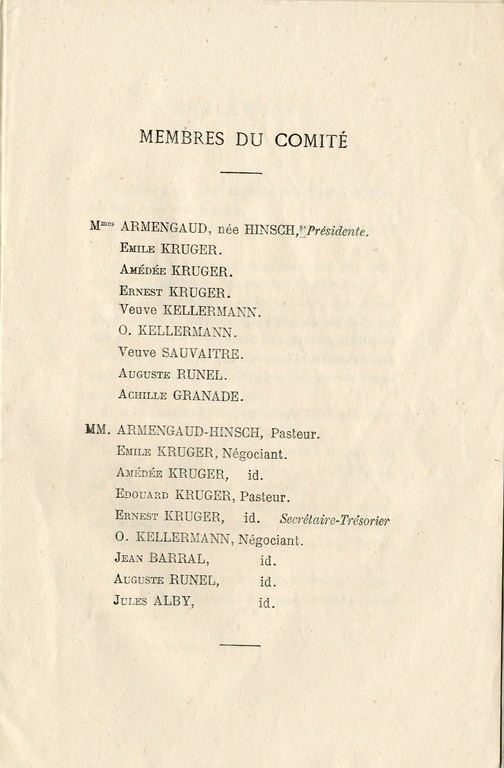 MEMBRES DU COMITÉ
Mmes ARMENGAUD, née HINSCH, Présidente.
EMILE KRUGER.
AMÉDÉE KRUGER.
ERNEST KRUGER.
Veuve KELLERMANN.
O. KELLERMANN.
Veuve SAUVAITRE.
AUGUSTE RUNEL.
ACHILLE GRANADE.
MM. ARMENGAUD-HINSCH, Pasteur.
EMILE KRUGER, Négociant.
AMÉDÉE KRUGER, id.
EDOUARD KRUGER, Pasteur.
ERNEST KRUGER, id. Secrétaire-Trésorier
O. KELLERMANN, Négociant.
JEAN BARRAL, id.
AUGUSTE RUNEL, id.
JULES ALBY, id.